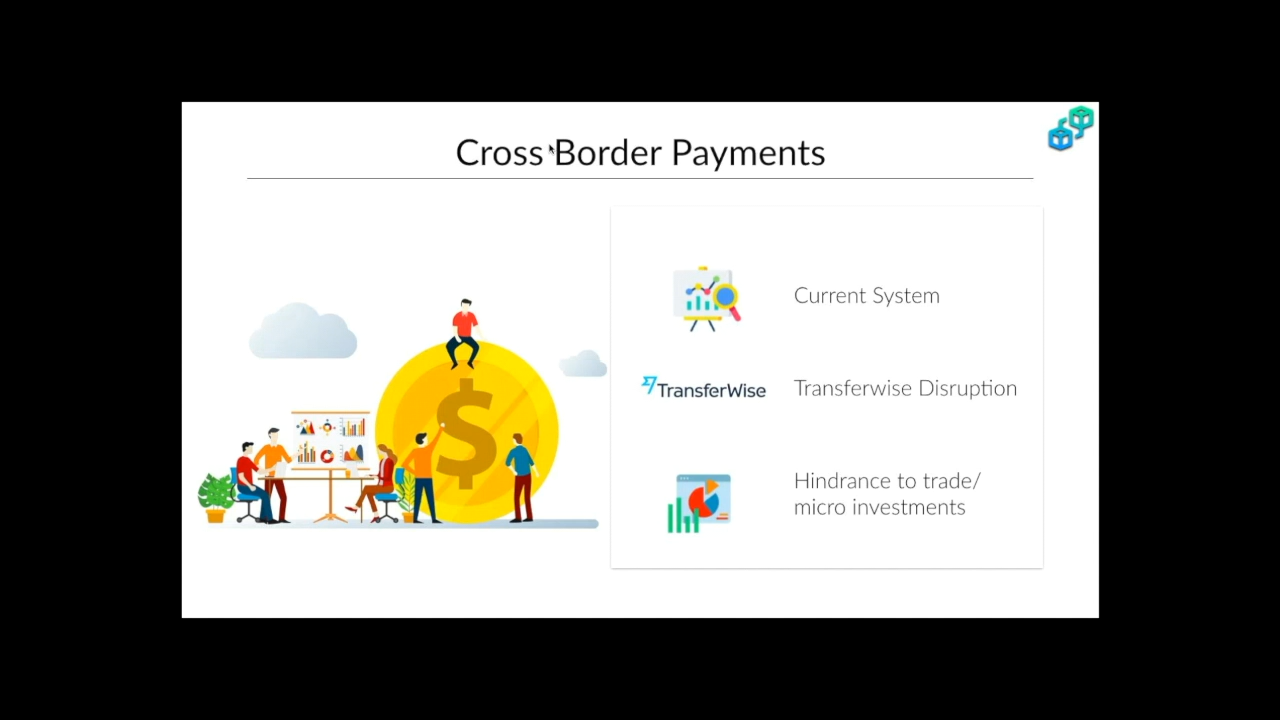 Cross Border Payments
Current System
TransferWise
Transferwise Disruption
Hindrance to trade/
micro investments
$